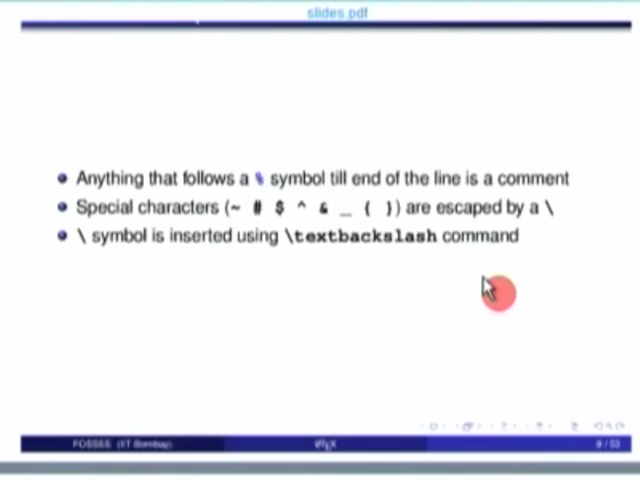 slides.pdf
Anything that follows a % symbol till end of the line is a comment
Special characters (~ # $ ^ & _ { }) are escaped by a \
\ symbol is inserted using \textbackslash command
FOSSEE (IIT Bombay)
LATEX
/ 53